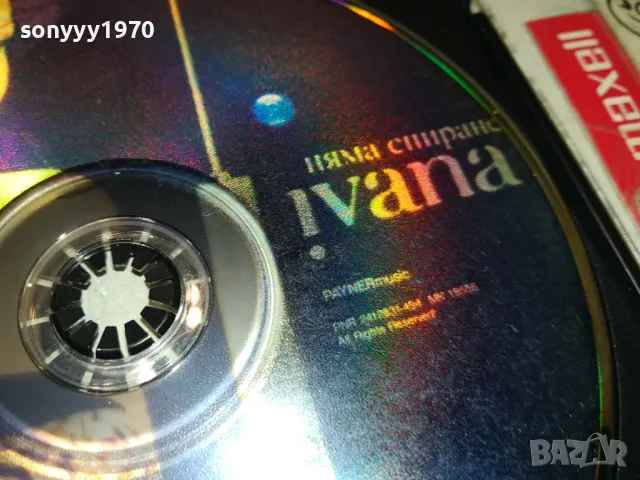 sonyyy1970
maxell
няма спиране
ivana
PAYNERmusic
All Rights Reserved
BAZAR